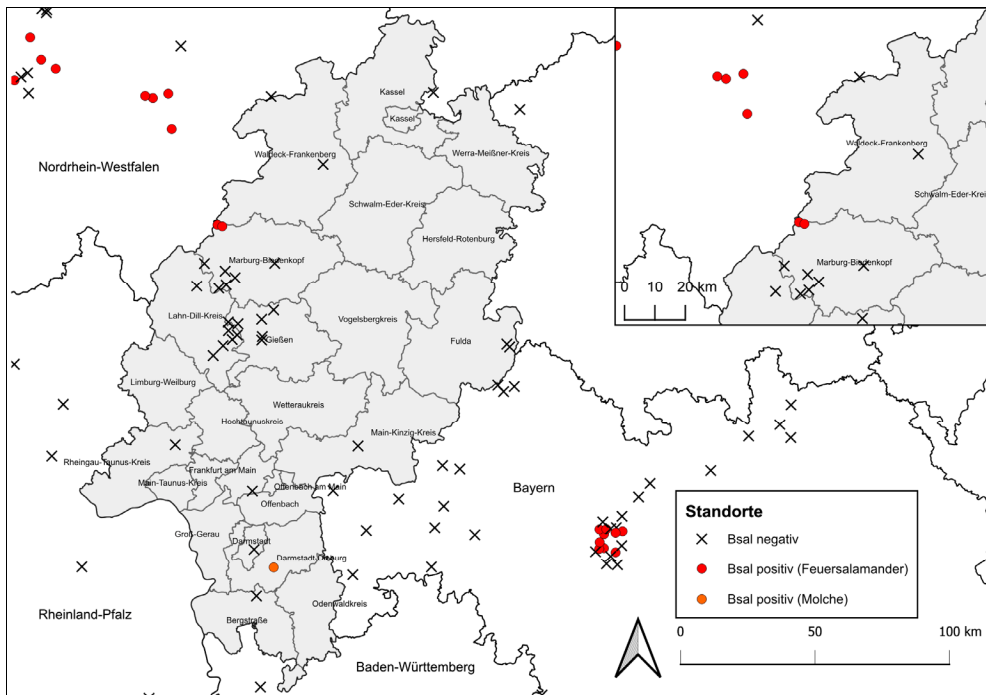 Kassel
Kassel
Waldeck-Frankenberg
Werra-Meißner-Kreis
Nordrhein-Westfalen
Schwalm-Eder-Kreis
Hersfeld-Rotenburg
Marburg-Biedenkopf
Lahn-Dill-Kreis
Vogelsbergkreis
Gießen
Fulda
Limburg-Weilburg
Wetteraukreis
Hochtaunuskreis
Main-Kinzig-Kreis
Rheingau-Taunus-Kreis
Frankfurt am Main
Main-Taunus-Kreis
Offenbach am Main
Offenbach
Bayern
Groß-Gerau
Darmstadt
Darmstadt-Dieburg
Odenwaldkreis
Bergstraße
Rheinland-Pfalz
Baden-Württemberg
Waldeck-Frankenberg
Schwalm-Eder-Kreis
Marburg-Biedenkopf
0 10 20 km
Standorte
Bsal negativ
Bsal positiv (Feuersalamander)
Bsal positiv (Molche)
0 50 100 km